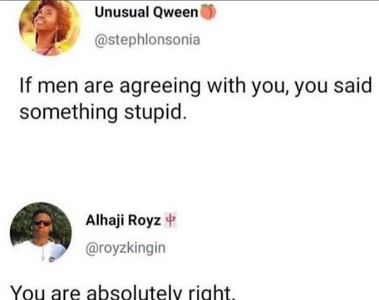 Unusual Qween🍑
@stephlonsonia
If men are agreeing with you, you said
something stupid.
Alhaji Royz 🀄
@royzkingin
You are absolutely right.